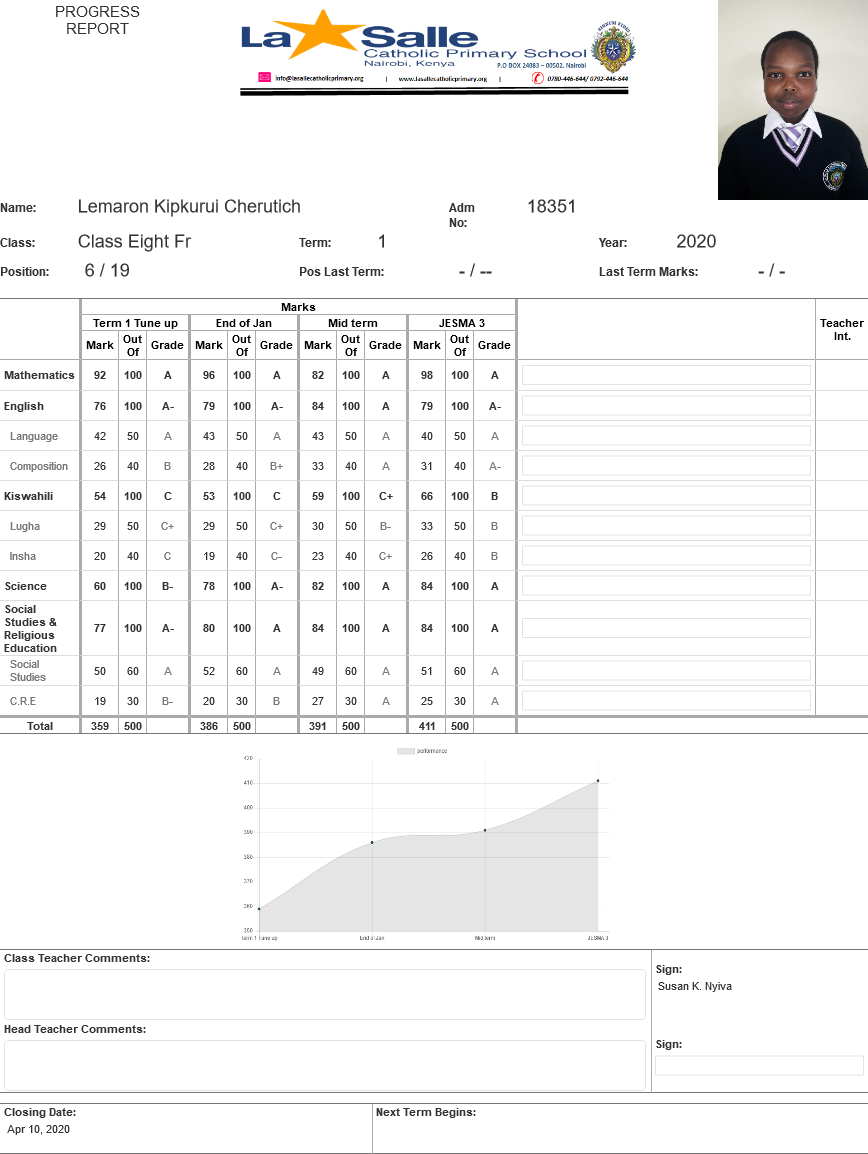 PROGRESS
REPORT
La Salle
Catholic Primary School
Nairobi, Kenya
P.O BOX 24083 – 00502, Nairobi
info@lasallecatholicprimary.org | www.lasallecatholicprimary.org | 0780-446-644/ 0792-446-644
Name: Lemaron Kipkurui Cherutich Adm No: 18351
Class: Class Eight Fr Term: 1 Year: 2020
Position: 6 / 19 Pos Last Term: - / -- Last Term Marks: - / -
Marks
Term 1 Tune up End of Jan Mid term JESMA 3 Teacher Int.
Mark Out Of Grade Mark Out Of Grade Mark Out Of Grade Mark Out Of Grade
Mathematics 92 100 A 96 100 A 82 100 A 98 100 A
English 76 100 A- 79 100 A- 84 100 A 79 100 A-
Language 42 50 A 43 50 A 43 50 A 40 50 A
Composition 26 40 B 28 40 B+ 33 40 A 31 40 A-
Kiswahili 54 100 C 53 100 C 59 100 C+ 66 100 B
Lugha 29 50 C+ 29 50 C+ 30 50 B- 33 50 B
Insha 20 40 C 19 40 C- 23 40 C+ 26 40 B
Science 60 100 B- 78 100 A- 82 100 A 84 100 A
Social Studies & Religious Education 77 100 A- 80 100 A 84 100 A 84 100 A
Social Studies 50 60 A 52 60 A 49 60 A 51 60 A
C.R.E 19 30 B- 20 30 B 27 30 A 25 30 A
Total 359 500 386 500 391 500 411 500
performance
420
410
400
390
380
370
360
350
Term 1 Tune up End of Jan Mid term JESMA 3
Class Teacher Comments:
Sign:
Susan K. Nyiva
Head Teacher Comments:
Sign:
Closing Date: Next Term Begins:
Apr 10, 2020